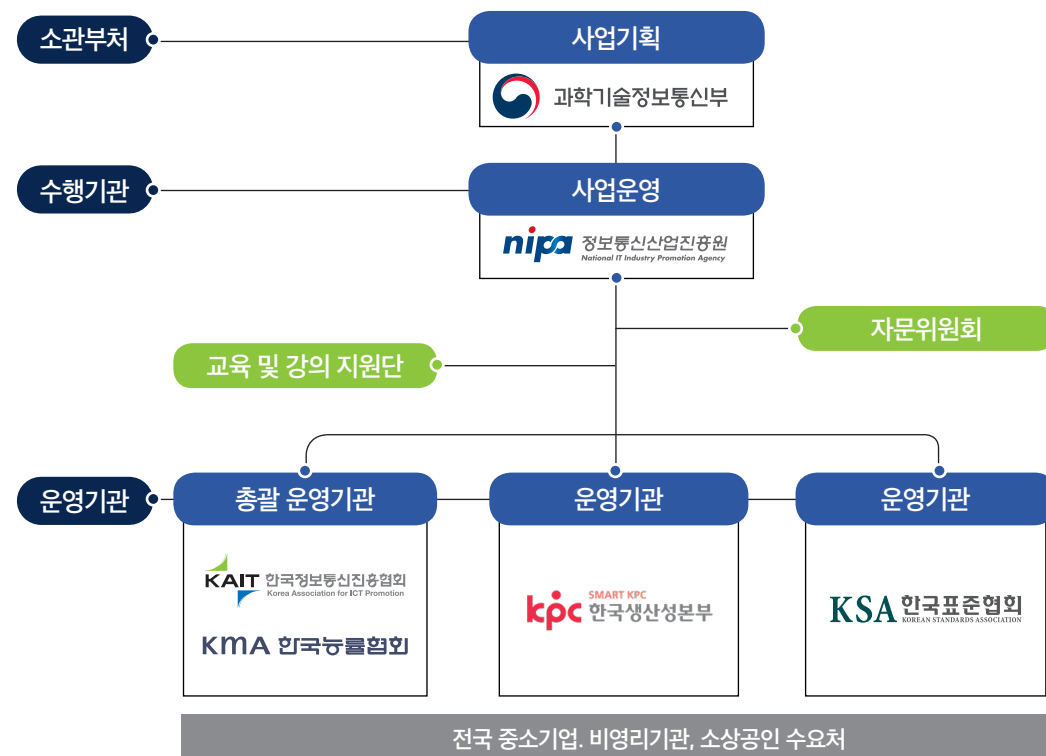 소관부처
사업기획
과학기술정보통신부
수행기관
사업운영
nipa 정보통신산업진흥원
National IT Industry Promotion Agency
자문위원회
교육 및 강의 지원단
운영기관
총괄 운영기관
운영기관
운영기관
KAIT 한국정보통신진흥협회
Korea Association for ICT Promotion
KMA 한국능률협회
SMART KPC
kpc 한국생산성본부
KSA 한국표준협회
KOREAN STANDARDS ASSOCIATION
전국 중소기업. 비영리기관, 소상공인 수요처